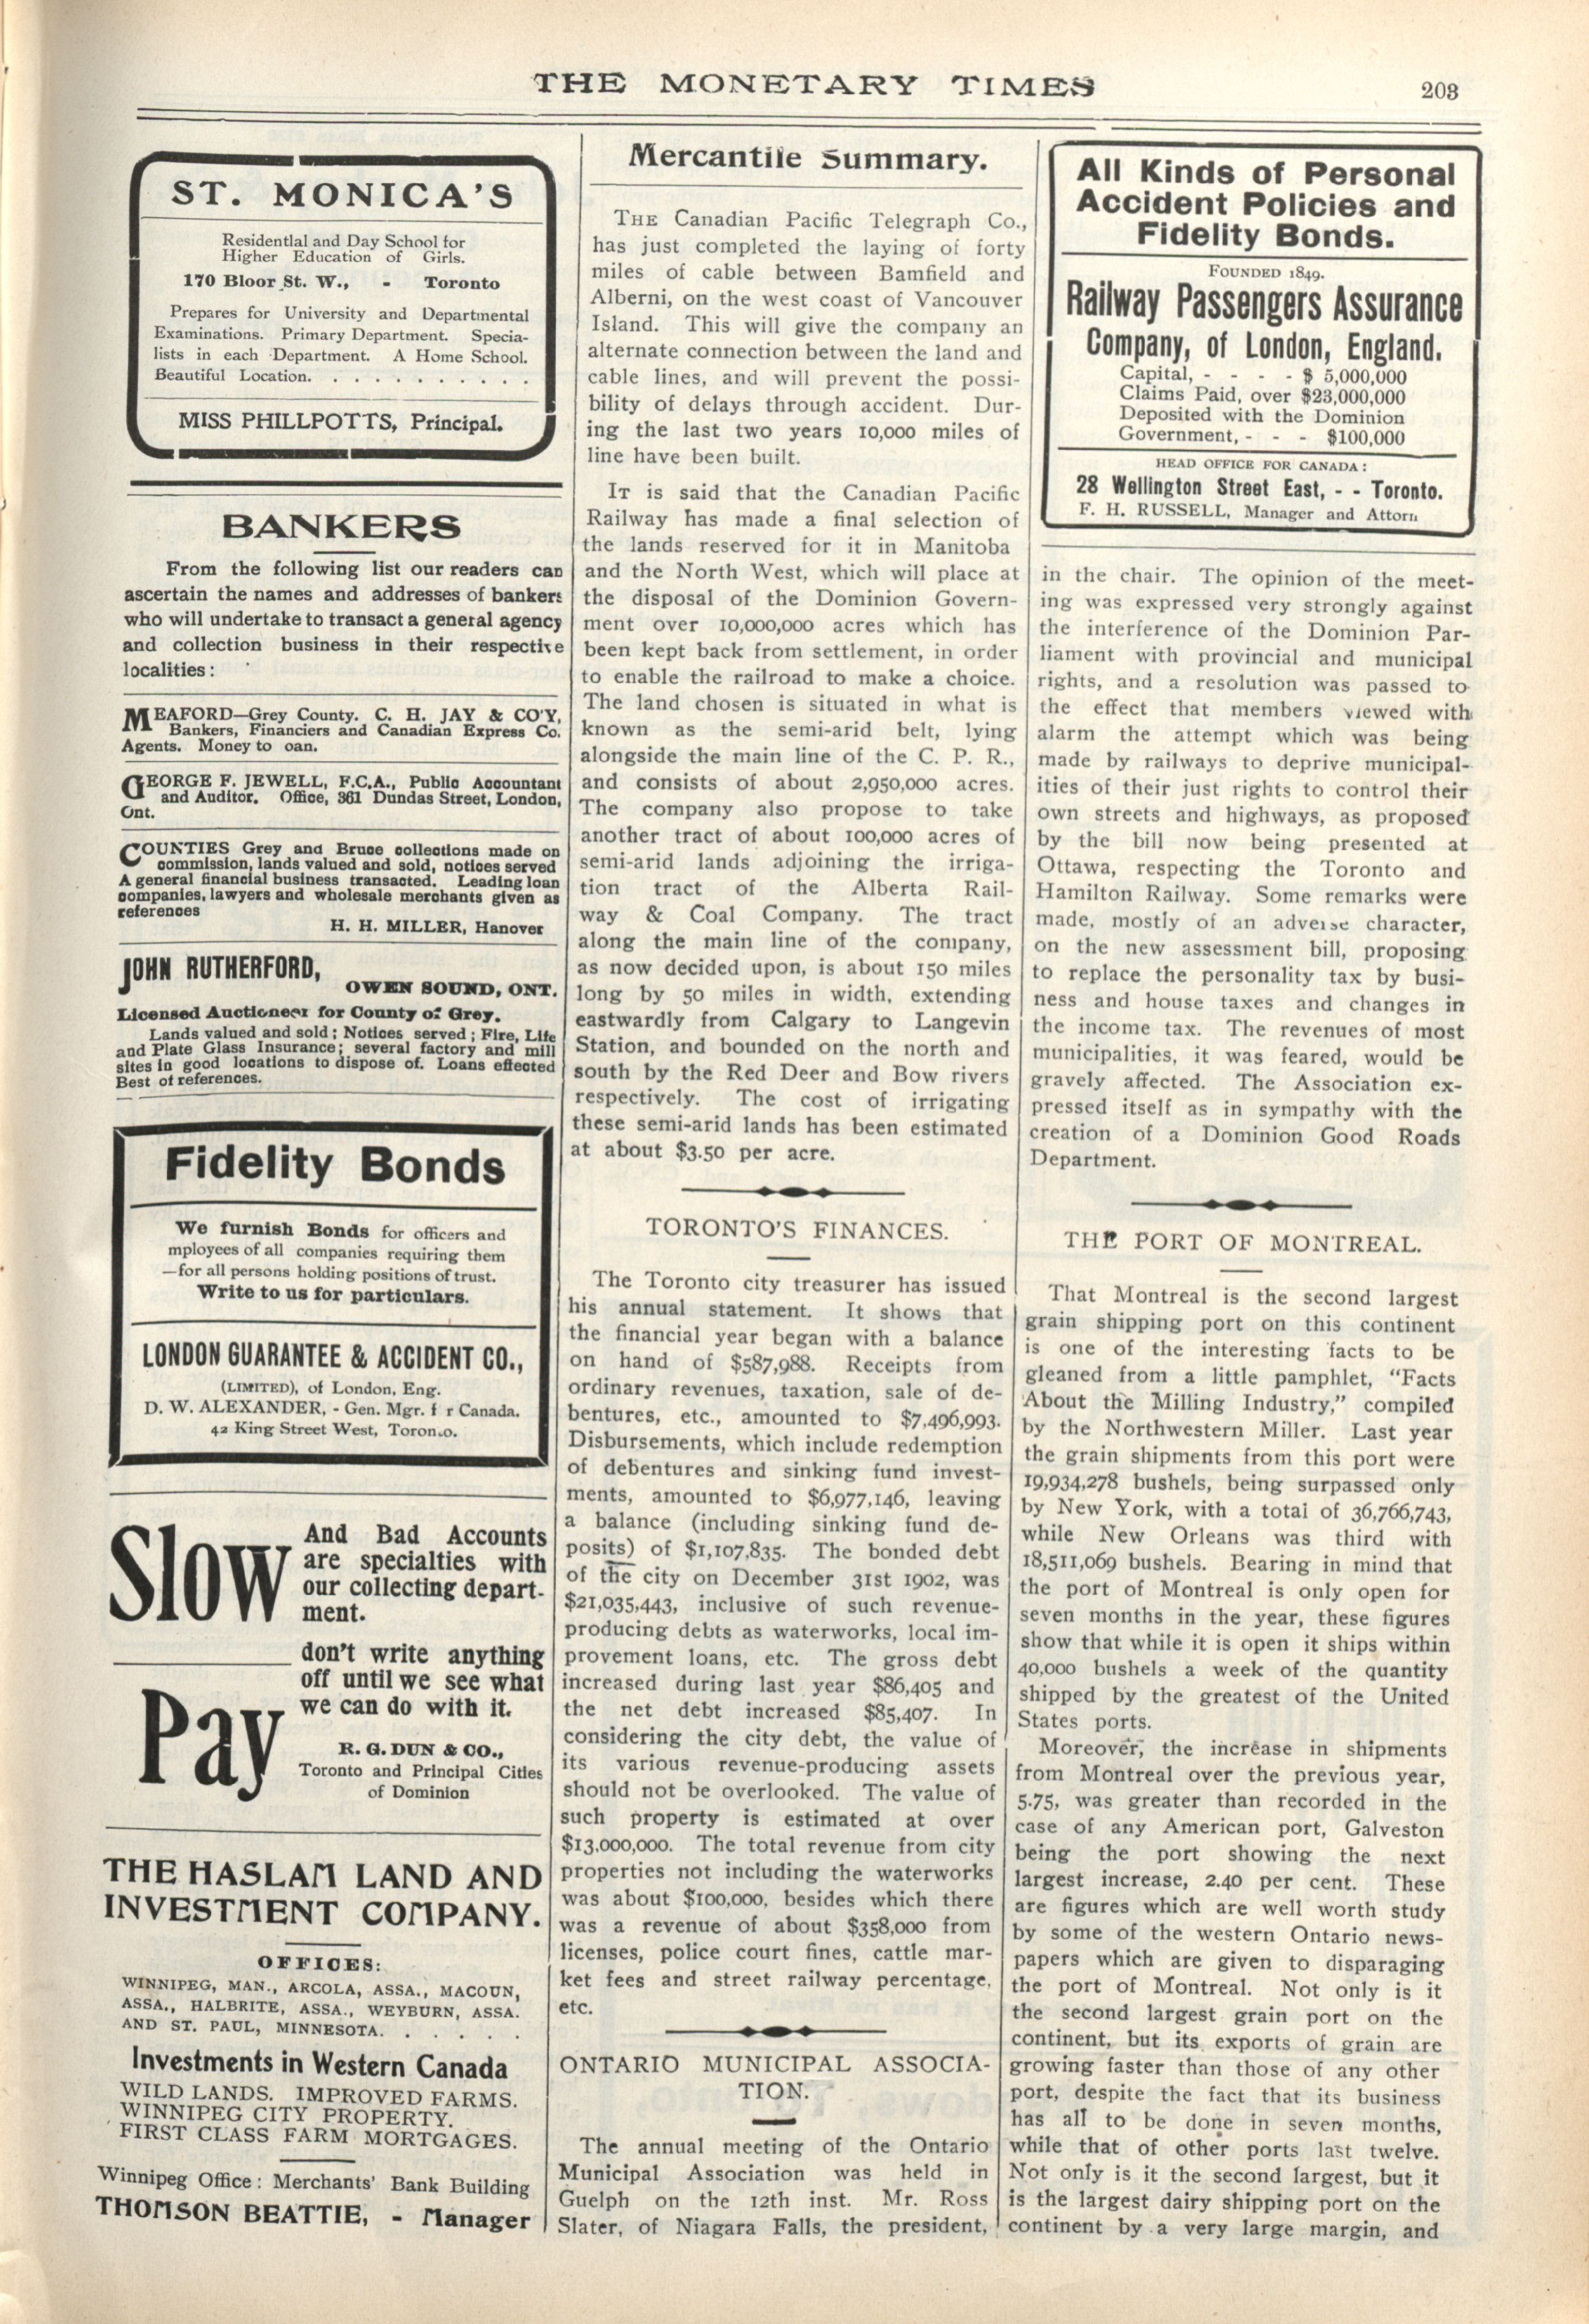 THE MONETARY TIMES
203
ST. MONICA'S
Residential and Day School for
Higher Education of Girls.
170 Bloor St. W., - Toronto
Prepares for University and Departmental
Examinations. Primary Department. Specia-
lists in each Department. A Home School.
Beautiful Location. . . . . . . . . . .
MISS PHILLPOTTS, Principal.
BANKERS
From the following list our readers can
ascertain the names and addresses of bankers
who will undertake to transact a general agency
and collection business in their respective
localities:
MEAFORD—Grey County. C. H. JAY & CO'Y,
Bankers, Financiers and Canadian Express Co.
Agents. Money to oan.
GEORGE F. JEWELL, F.C.A., Public Accountant
and Auditor. Office, 361 Dundas Street, London,
Ont.
COUNTIES Grey and Bruce collections made on
commission, lands valued and sold, notices served
A general financial business transacted. Leading loan
companies, lawyers and wholesale merchants given as
references
H. H. MILLER, Hanover
JOHN RUTHERFORD,
OWEN SOUND, ONT.
Licensed Auctioneer for County of Grey.
Lands valued and sold; Notices served; Fire, Life
and Plate Glass Insurance; several factory and mill
sites in good locations to dispose of. Loans effected
Best of references.
Fidelity Bonds
We furnish Bonds for officers and
mployees of all companies requiring them
—for all persons holding positions of trust.
Write to us for particulars.
LONDON GUARANTEE & ACCIDENT CO.,
(LIMITED), of London, Eng.
D. W. ALEXANDER, - Gen. Mgr. f r Canada.
42 King Street West, Toronto.
Slow
And Bad Accounts
are specialties with
our collecting depart-
ment.
Pay
don't write anything
off until we see what
we can do with it.
R. G. DUN & CO.,
Toronto and Principal Cities
of Dominion
THE HASLAM LAND AND
INVESTMENT COMPANY.
OFFICES:
WINNIPEG, MAN., ARCOLA, ASSA., MACOUN,
ASSA., HALBRITE, ASSA., WEYBURN, ASSA.
AND ST. PAUL, MINNESOTA. . . . . .
Investments in Western Canada
WILD LANDS. IMPROVED FARMS.
WINNIPEG CITY PROPERTY.
FIRST CLASS FARM MORTGAGES.
Winnipeg Office: Merchants' Bank Building
THOMSON BEATTIE, - Manager
Mercantile Summary.
THE Canadian Pacific Telegraph Co.,
has just completed the laying of forty
miles of cable between Bamfield and
Alberni, on the west coast of Vancouver
Island. This will give the company an
alternate connection between the land and
cable lines, and will prevent the possi-
bility of delays through accident. Dur-
ing the last two years 10,000 miles of
line have been built.
IT is said that the Canadian Pacific
Railway has made a final selection of
the lands reserved for it in Manitoba
and the North West, which will place at
the disposal of the Dominion Govern-
ment over 10,000,000 acres which has
been kept back from settlement, in order
to enable the railroad to make a choice.
The land chosen is situated in what is
known as the semi-arid belt, lying
alongside the main line of the C. P. R.,
and consists of about 2,950,000 acres.
The company also propose to take
another tract of about 100,000 acres of
semi-arid lands adjoining the irriga-
tion tract of the Alberta Rail-
way & Coal Company. The tract
along the main line of the company,
as now decided upon, is about 150 miles
long by 50 miles in width, extending
eastwardly from Calgary to Langevin
Station, and bounded on the north and
south by the Red Deer and Bow rivers
respectively. The cost of irrigating
these semi-arid lands has been estimated
at about $3.50 per acre.
TORONTO'S FINANCES.
The Toronto city treasurer has issued
his annual statement. It shows that
the financial year began with a balance
on hand of $587,988. Receipts from
ordinary revenues, taxation, sale of de-
bentures, etc., amounted to $7,496,993.
Disbursements, which include redemption
of debentures and sinking fund invest-
ments, amounted to $6,977,146, leaving
a balance (including sinking fund de-
posits) of $1,107,835. The bonded debt
of the city on December 31st 1902, was
$21,035,443, inclusive of such revenue-
producing debts as waterworks, local im-
provement loans, etc. The gross debt
increased during last year $86,405 and
the net debt increased $85,407. In
considering the city debt, the value of
its various revenue-producing assets
should not be overlooked. The value of
such property is estimated at over
$13,000,000. The total revenue from city
properties not including the waterworks
was about $100,000, besides which there
was a revenue of about $358,000 from
licenses, police court fines, cattle mar-
ket fees and street railway percentage,
etc.
ONTARIO MUNICIPAL ASSOCIA-
TION.
The annual meeting of the Ontario
Municipal Association was held in
Guelph on the 12th inst. Mr. Ross
Slater, of Niagara Falls, the president,
All Kinds of Personal
Accident Policies and
Fidelity Bonds.
FOUNDED 1849.
Railway Passengers Assurance
Company, of London, England.
Capital, - - - - $ 5,000,000
Claims Paid, over $23,000,000
Deposited with the Dominion
Government, - - - $100,000
HEAD OFFICE FOR CANADA:
28 Wellington Street East, - - Toronto.
F. H. RUSSELL, Manager and Attorn
in the chair. The opinion of the meet-
ing was expressed very strongly against
the interference of the Dominion Par-
liament with provincial and municipal
rights, and a resolution was passed to
the effect that members viewed with
alarm the attempt which was being
made by railways to deprive municipal-
ities of their just rights to control their
own streets and highways, as proposed
by the bill now being presented at
Ottawa, respecting the Toronto and
Hamilton Railway. Some remarks were
made, mostly of an adverse character,
on the new assessment bill, proposing
to replace the personality tax by busi-
ness and house taxes and changes in
the income tax. The revenues of most
municipalities, it was feared, would be
gravely affected. The Association ex-
pressed itself as in sympathy with the
creation of a Dominion Good Roads
Department.
THE PORT OF MONTREAL.
That Montreal is the second largest
grain shipping port on this continent
is one of the interesting facts to be
gleaned from a little pamphlet, "Facts
About the Milling Industry," compiled
by the Northwestern Miller. Last year
the grain shipments from this port were
19,934,278 bushels, being surpassed only
by New York, with a total of 36,766,743,
while New Orleans was third with
18,511,069 bushels. Bearing in mind that
the port of Montreal is only open for
seven months in the year, these figures
show that while it is open it ships within
40,000 bushels a week of the quantity
shipped by the greatest of the United
States ports.
Moreover, the increase in shipments
from Montreal over the previous year,
5.75, was greater than recorded in the
case of any American port, Galveston
being the port showing the next
largest increase, 2.40 per cent. These
are figures which are well worth study
by some of the western Ontario news-
papers which are given to disparaging
the port of Montreal. Not only is it
the second largest grain port on the
continent, but its exports of grain are
growing faster than those of any other
port, despite the fact that its business
has all to be done in seven months,
while that of other ports last twelve.
Not only is it the second largest, but it
is the largest dairy shipping port on the
continent by a very large margin, and